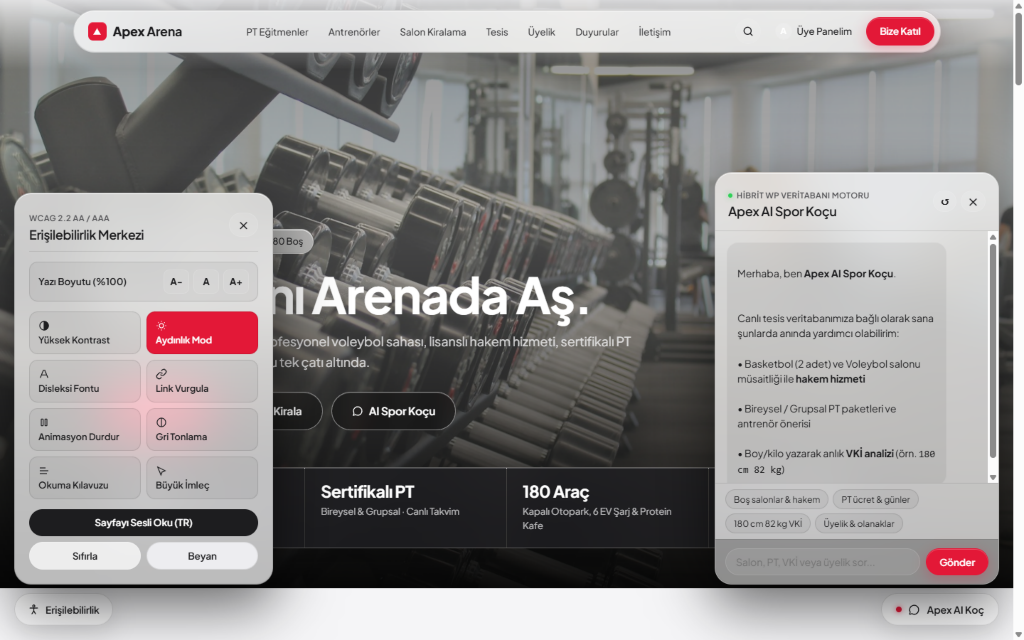 Apex Arena
PT Eğitmenler
Antrenörler
Salon Kiralama
Tesis
Üyelik
Duyurular
İletişim
Üye Panelim
Bize Katıl
WCAG 2.2 AA / AAA
Erişilebilirlik Merkezi
Yazı Boyutu (%100)
A-
A
A+
Yüksek Kontrast
Aydınlık Mod
Disleksi Fontu
Link Vurgula
Animasyon Durdur
Gri Tonlama
Okuma Kılavuzu
Büyük İmleç
Sayfayı Sesli Oku (TR)
Sıfırla
Beyan
80 Boş
Arenada Aş.
voleybol sahası, lisanslı hakem hizmeti, sertifikalı PT
tek çatı altında.
Kirala
AI Spor Koçu
Sertifikalı PT
Bireysel & Grupsal · Canlı Takvim
180 Araç
Kapalı Otopark, 6 EV Şarj & Protein
Kafe
HİBRİT WP VERİTABANI MOTORU
Apex AI Spor Koçu
Merhaba, ben Apex AI Spor Koçu.
Canlı tesis veritabanımıza bağlı olarak sana
şunlarda anında yardımcı olabilirim:
• Basketbol (2 adet) ve Voleybol salonu
müsaitliği ile hakem hizmeti
• Bireysel / Grupsal PT paketleri ve
antrenör önerisi
• Boy/kilo yazarak anlık VKİ analizi (örn. 180
cm 82 kg)
Boş salonlar & hakem
PT ücret & günler
180 cm 82 kg VKİ
Üyelik & olanaklar
Salon, PT, VKİ veya üyelik sor...
Gönder
Erişilebilirlik
Apex AI Koç